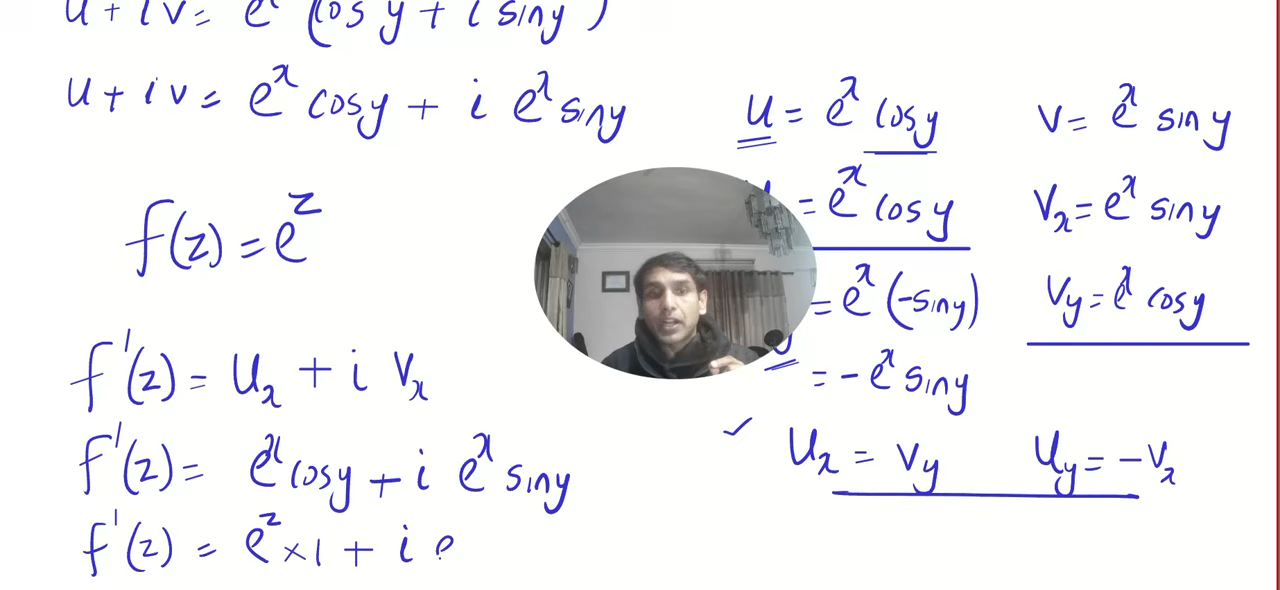 u + iv = e^x (cos y + i sin y)
u + iv = e^x cos y + i e^x sin y
f(z) = e^z
f'(z) = u_x + i v_x
f'(z) = e^x cos y + i e^x sin y
f'(z) = e^z × 1 + i e
u = e^x cos y
= e^x cos y
= e^x (-sin y)
= -e^x sin y
v = e^x sin y
v_x = e^x sin y
v_y = e^x cos y
✓ u_x = v_y u_y = -v_x